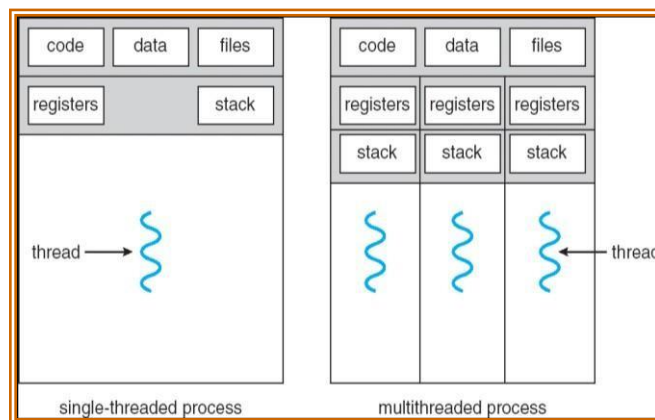 code data files
registers stack
thread
single-threaded process
code data files
registers registers registers
stack stack stack
thread
multithreaded process